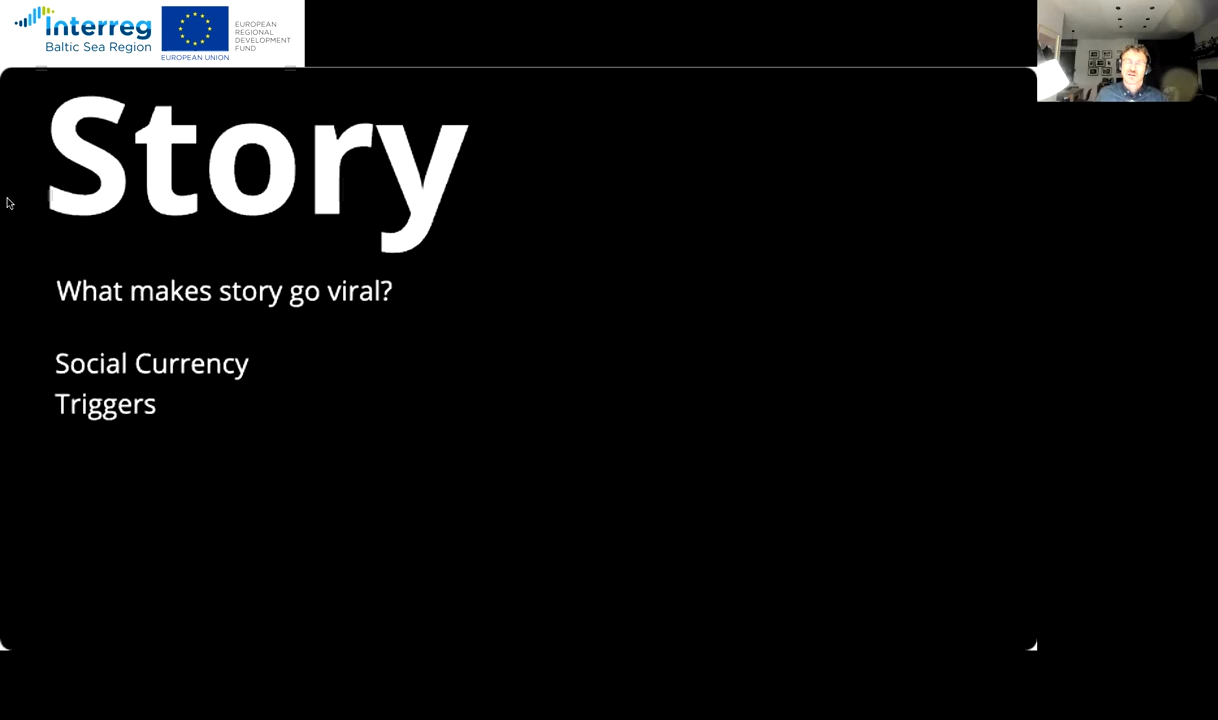 Interreg
Baltic Sea Region
EUROPEAN UNION
EUROPEAN
REGIONAL
DEVELOPMENT
FUND
Story
What makes story go viral?
Social Currency
Triggers